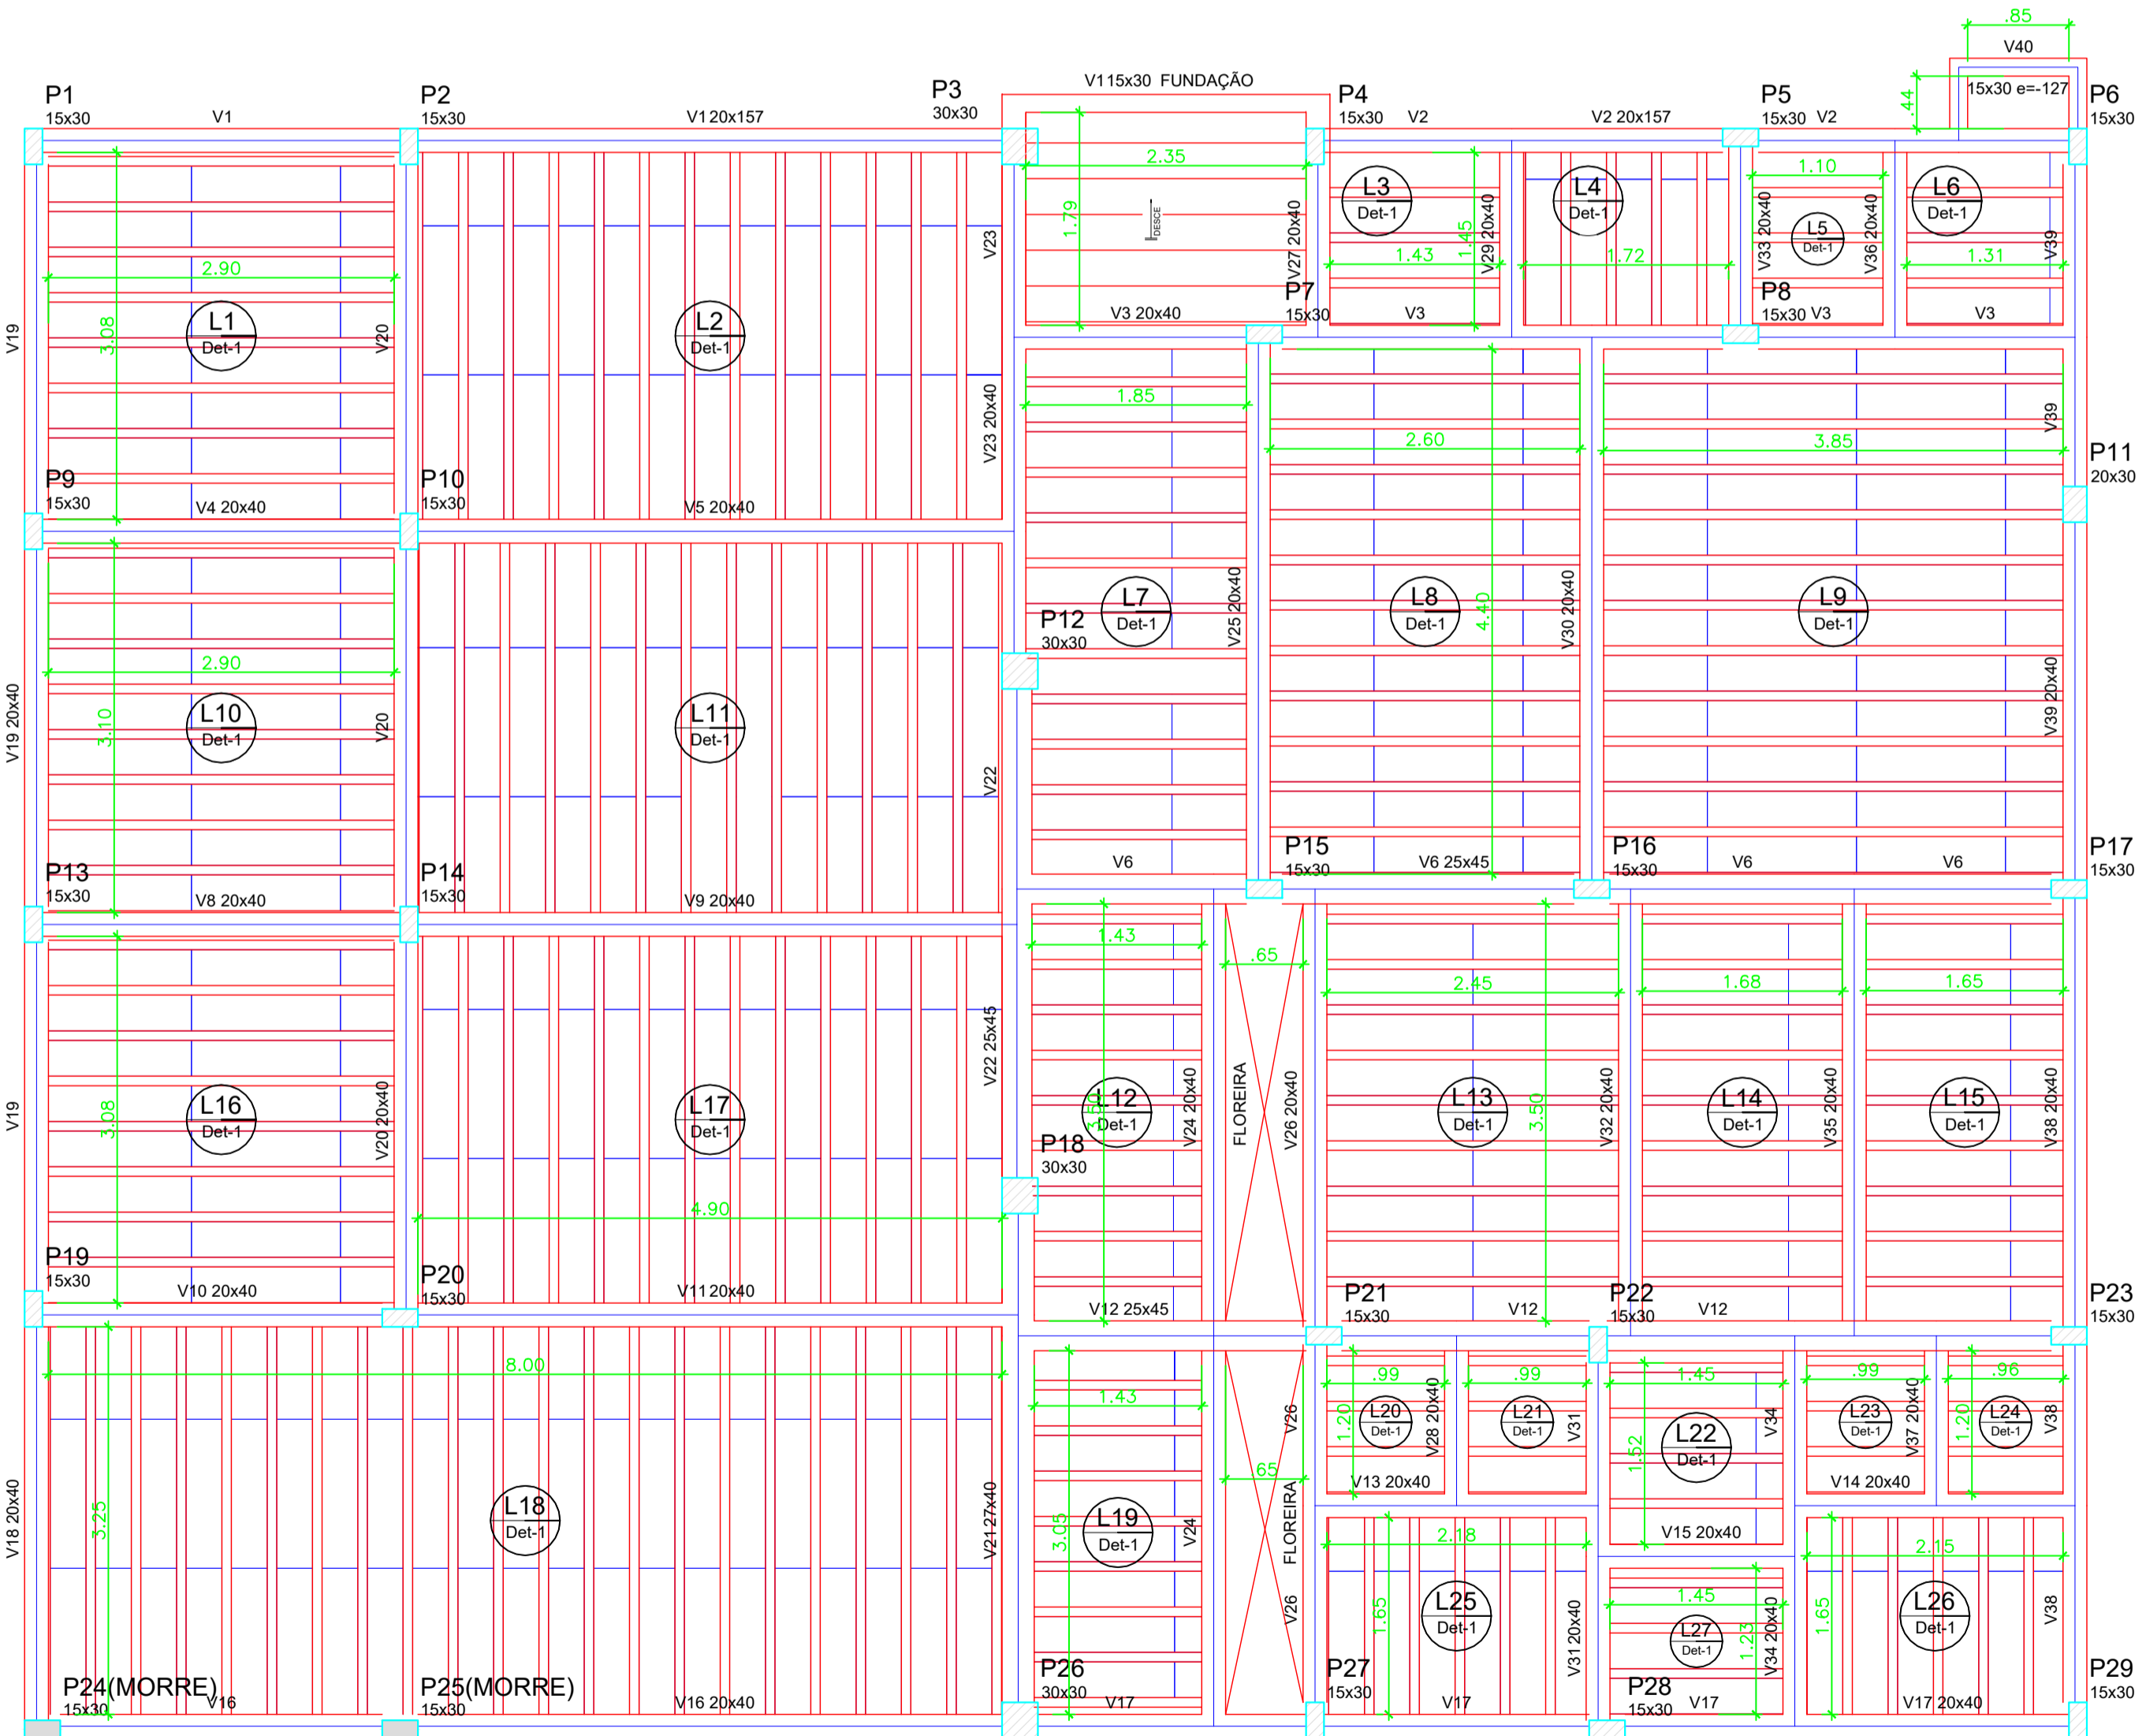 .85
V40
15x30 e=-127
.44
P1
15x30
V1
P2
15x30
V1 20x157
P3
30x30
V1 15x30 FUNDAÇÃO
P4
15x30
V2
V2 20x157
P5
15x30
V2
P6
15x30
2.35
1.79
DESCE
V27 20x40
L3
Det-1
1.43
1.45
V29 20x40
L4
Det-1
1.72
V33 20x40
1.10
L5
Det-1
V36 20x40
L6
Det-1
1.31
V39
V19
2.90
3.08
L1
Det-1
V20
L2
Det-1
V23
V23 20x40
V3 20x40
P7
15x30
V3
P8
15x30
V3
V3
P9
15x30
V4 20x40
P10
15x30
V5 20x40
1.85
2.60
3.85
V39
P11
20x30
L7
Det-1
V25 20x40
P12
30x30
L8
Det-1
4.40
V30 20x40
L9
Det-1
V39 20x40
V19 20x40
2.90
3.10
L10
Det-1
V20
L11
Det-1
V22
V6
P15
15x30
V6 25x45
P16
15x30
V6
V6
P17
15x30
P13
15x30
V8 20x40
P14
15x30
V9 20x40
1.43
.65
2.45
1.68
1.65
V19
3.08
L16
Det-1
V20 20x40
L17
Det-1
V22 25x45
4.90
L12
Det-1
3.50
V24 20x40
FLOREIRA
V26 20x40
P18
30x30
L13
Det-1
3.50
V32 20x40
L14
Det-1
V35 20x40
L15
Det-1
V38 20x40
P19
15x30
V10 20x40
P20
15x30
V11 20x40
V12 25x45
P21
15x30
V12
P22
15x30
V12
P23
15x30
8.00
V18 20x40
3.25
L18
Det-1
V21 27x40
1.43
3.05
L19
Det-1
V24
.65
V26
FLOREIRA
V26
.99
1.20
L20
Det-1
V28 20x40
V13 20x40
.99
L21
Det-1
V31
1.45
1.52
L22
Det-1
V34
V15 20x40
.99
L23
Det-1
V37 20x40
V14 20x40
.96
1.20
L24
Det-1
V38
2.18
1.65
L25
Det-1
V31 20x40
1.45
L27
Det-1
1.23
V34 20x40
2.15
1.65
L26
Det-1
V38
P24(MORRE)
15x30
V16
P25(MORRE)
15x30
V16 20x40
P26
30x30
V17
P27
15x30
V17
P28
15x30
V17
V17 20x40
P29
15x30